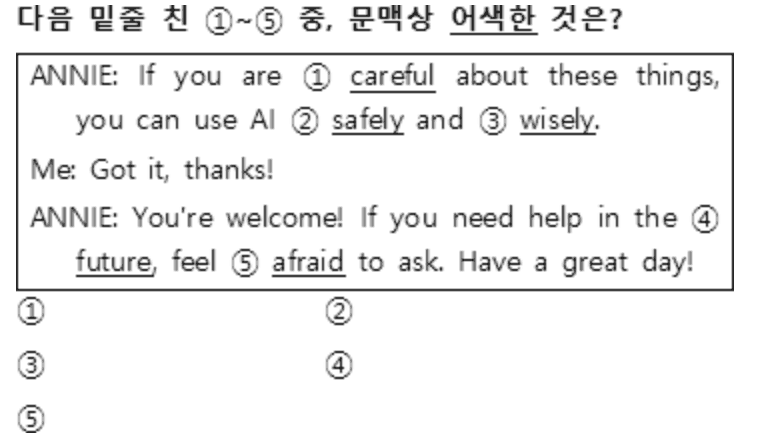 다음 밑줄 친 ①~⑤ 중, 문맥상 어색한 것은?
ANNIE: If you are ① careful about these things,
you can use AI ② safely and ③ wisely.
Me: Got it, thanks!
ANNIE: You're welcome! If you need help in the ④
future, feel ⑤ afraid to ask. Have a great day!
① ②
③ ④
⑤